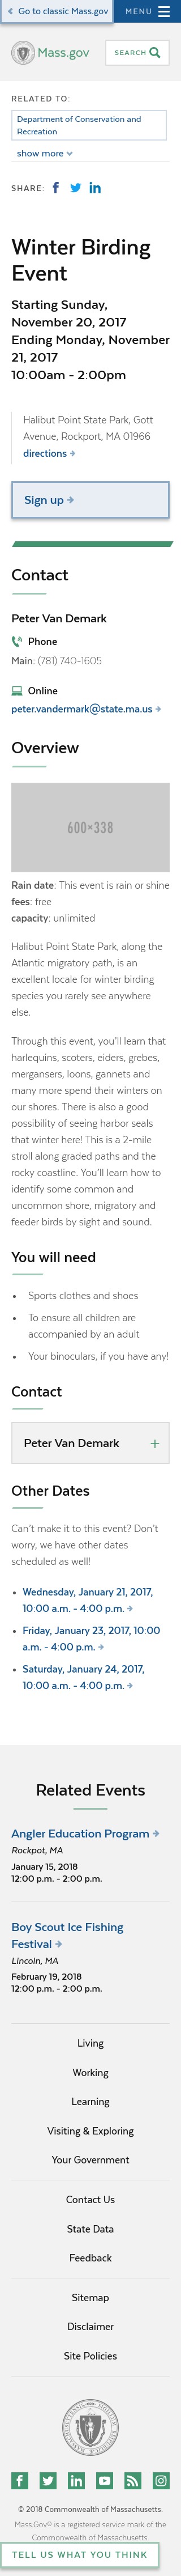 Go to classic Mass.gov
MENU
Mass.gov
SEARCH
RELATED TO:
Department of Conservation and
Recreation
show more
SHARE:
Winter Birding
Event
Starting Sunday,
November 20, 2017
Ending Monday, November
21, 2017
10:00am - 2:00pm
Halibut Point State Park, Gott
Avenue, Rockport, MA 01966
directions
Sign up
Contact
Peter Van Demark
Phone
Main: (781) 740-1605
Online
peter.vandermark@state.ma.us
Overview
600×338
Rain date: This event is rain or shine
fees: free
capacity: unlimited
Halibut Point State Park, along the
Atlantic migratory path, is an
excellent locale for winter birding
species you rarely see anywhere
else.
Through this event, you'll learn that
harlequins, scoters, eiders, grebes,
mergansers, loons, gannets and
many more spend their winters on
our shores. There is also a good
possibility of seeing harbor seals
enjoying their winter home at
beautiful inlets! This is a 2-mile
stroll along graded paths and the
rocky coastline. You'll learn how to
identify some common and
uncommon shore, migratory and
feeder birds by sight and sound.
You will need
Sports clothes and shoes
To ensure all children are
accompanied by an adult
Your binoculars, if you have any!
Contact
Peter Van Demark
Other Dates
Can't make it to this event? Don't
worry, we have other dates
scheduled as well!
Wednesday, January 21, 2017,
10:00 a.m. - 4:00 p.m.
Friday, January 23, 2017, 10:00
a.m. - 4:00 p.m.
Saturday, January 24, 2017,
10:00 a.m. - 4:00 p.m.
Related Events
Angler Education Program
Rockpot, MA
January 15, 2018
12:00 p.m. - 2:00 p.m.
Boy Scout Ice Fishing
Festival
Lincoln, MA
February 19, 2018
12:00 p.m. - 2:00 p.m.
Living
Working
Learning
Visiting & Exploring
Your Government
Contact Us
State Data
Feedback
Sitemap
Disclaimer
Site Policies
© 2018 Commonwealth of Massachusetts.
Mass.Gov® is a registered service mark of the
Commonwealth of Massachusetts.
TELL US WHAT YOU THINK